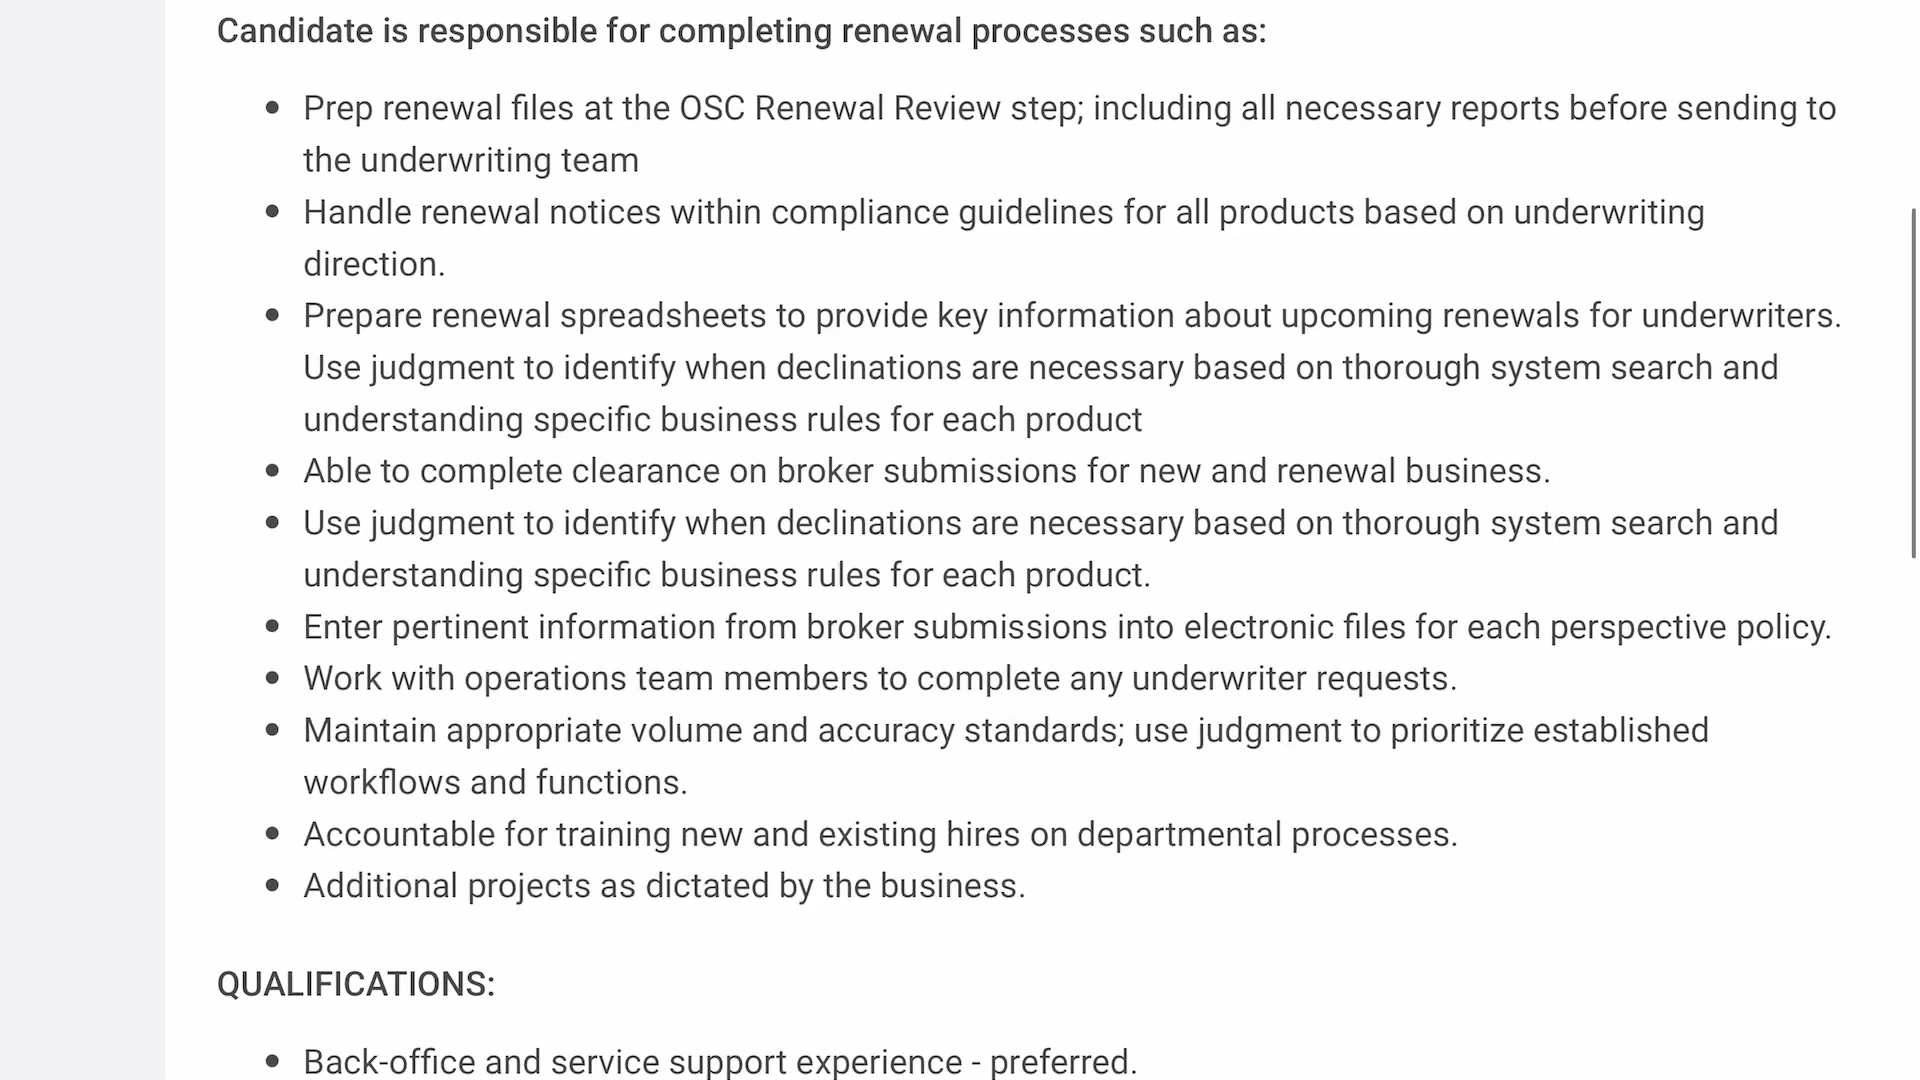 Candidate is responsible for completing renewal processes such as:
• Prep renewal files at the OSC Renewal Review step; including all necessary reports before sending to
the underwriting team
• Handle renewal notices within compliance guidelines for all products based on underwriting
direction.
• Prepare renewal spreadsheets to provide key information about upcoming renewals for underwriters.
Use judgment to identify when declinations are necessary based on thorough system search and
understanding specific business rules for each product
• Able to complete clearance on broker submissions for new and renewal business.
• Use judgment to identify when declinations are necessary based on thorough system search and
understanding specific business rules for each product.
• Enter pertinent information from broker submissions into electronic files for each perspective policy.
• Work with operations team members to complete any underwriter requests.
• Maintain appropriate volume and accuracy standards; use judgment to prioritize established
workflows and functions.
• Accountable for training new and existing hires on departmental processes.
• Additional projects as dictated by the business.
QUALIFICATIONS:
• Back-office and service support experience - preferred.